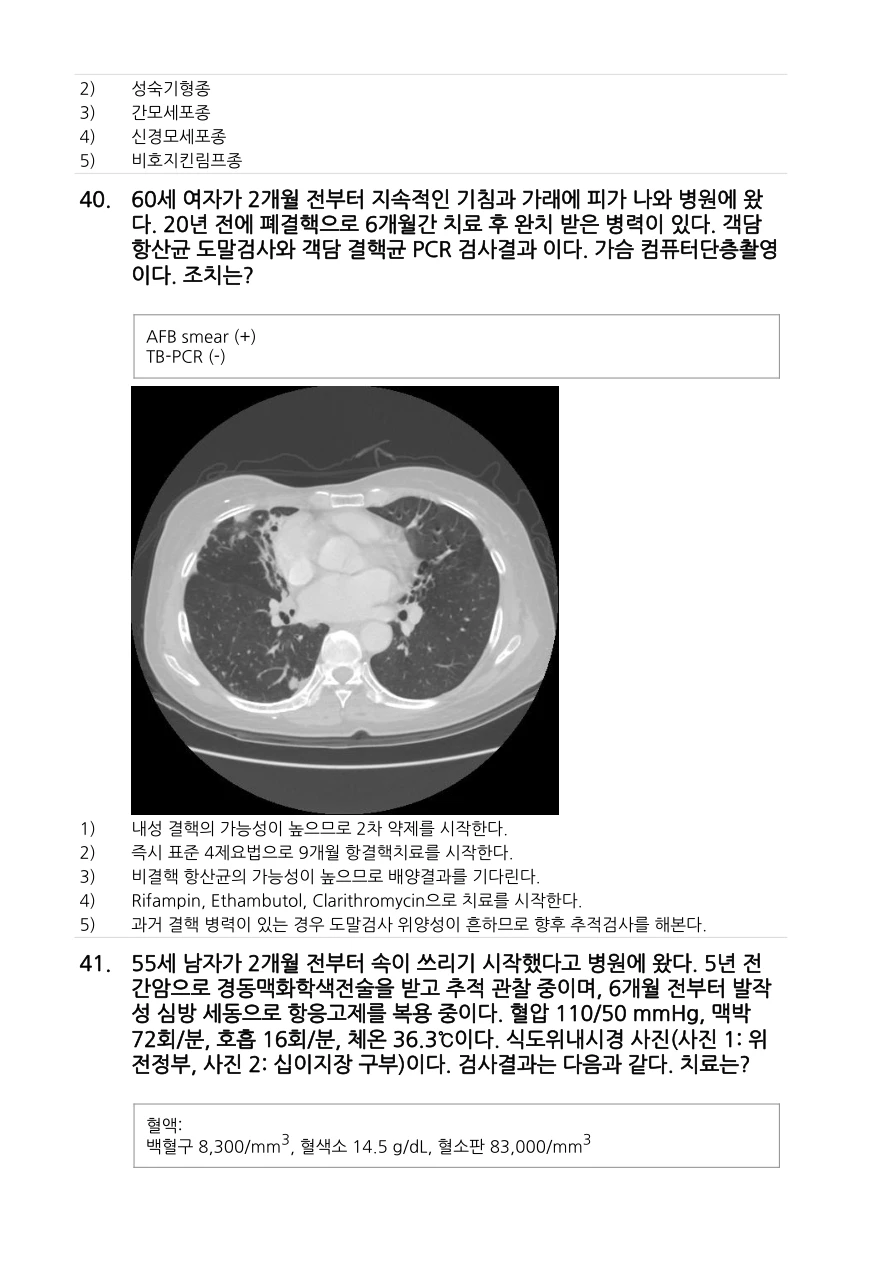 2) 성숙기형종
3) 간모세포종
4) 신경모세포종
5) 비호지킨림프종
40. 60세 여자가 2개월 전부터 지속적인 기침과 가래에 피가 나와 병원에 왔
다. 20년 전에 폐결핵으로 6개월간 치료 후 완치 받은 병력이 있다. 객담
항산균 도말검사와 객담 결핵균 PCR 검사결과 이다. 가슴 컴퓨터단층촬영
이다. 조치는?
AFB smear (+)
TB-PCR (-)
1) 내성 결핵의 가능성이 높으므로 2차 약제를 시작한다.
2) 즉시 표준 4제요법으로 9개월 항결핵치료를 시작한다.
3) 비결핵 항산균의 가능성이 높으므로 배양결과를 기다린다.
4) Rifampin, Ethambutol, Clarithromycin으로 치료를 시작한다.
5) 과거 결핵 병력이 있는 경우 도말검사 위양성이 흔하므로 향후 추적검사를 해본다.
41. 55세 남자가 2개월 전부터 속이 쓰리기 시작했다고 병원에 왔다. 5년 전
간암으로 경동맥화학색전술을 받고 추적 관찰 중이며, 6개월 전부터 발작
성 심방 세동으로 항응고제를 복용 중이다. 혈압 110/50 mmHg, 맥박
72회/분, 호흡 16회/분, 체온 36.3℃이다. 식도위내시경 사진(사진 1: 위
전정부, 사진 2: 십이지장 구부)이다. 검사결과는 다음과 같다. 치료는?
혈액:
백혈구 8,300/mm³, 혈색소 14.5 g/dL, 혈소판 83,000/mm³